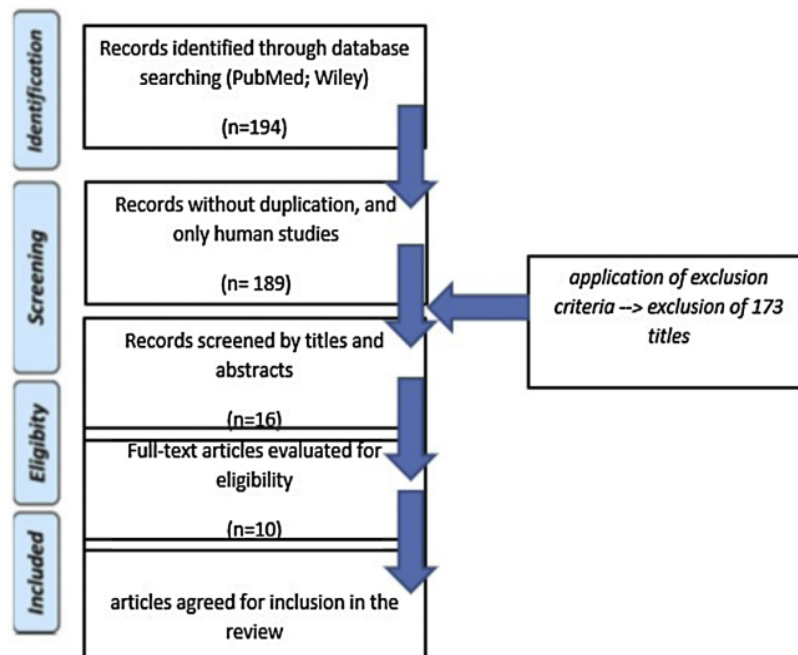 Identification
Records identified through database
searching (PubMed; Wiley)
(n=194)
Screening
Records without duplication, and
only human studies
(n= 189)
application of exclusion
criteria --> exclusion of 173
titles
Records screened by titles and
abstracts
(n=16)
Eligibity
Full-text articles evaluated for
eligibility
(n=10)
Included
articles agreed for inclusion in the
review